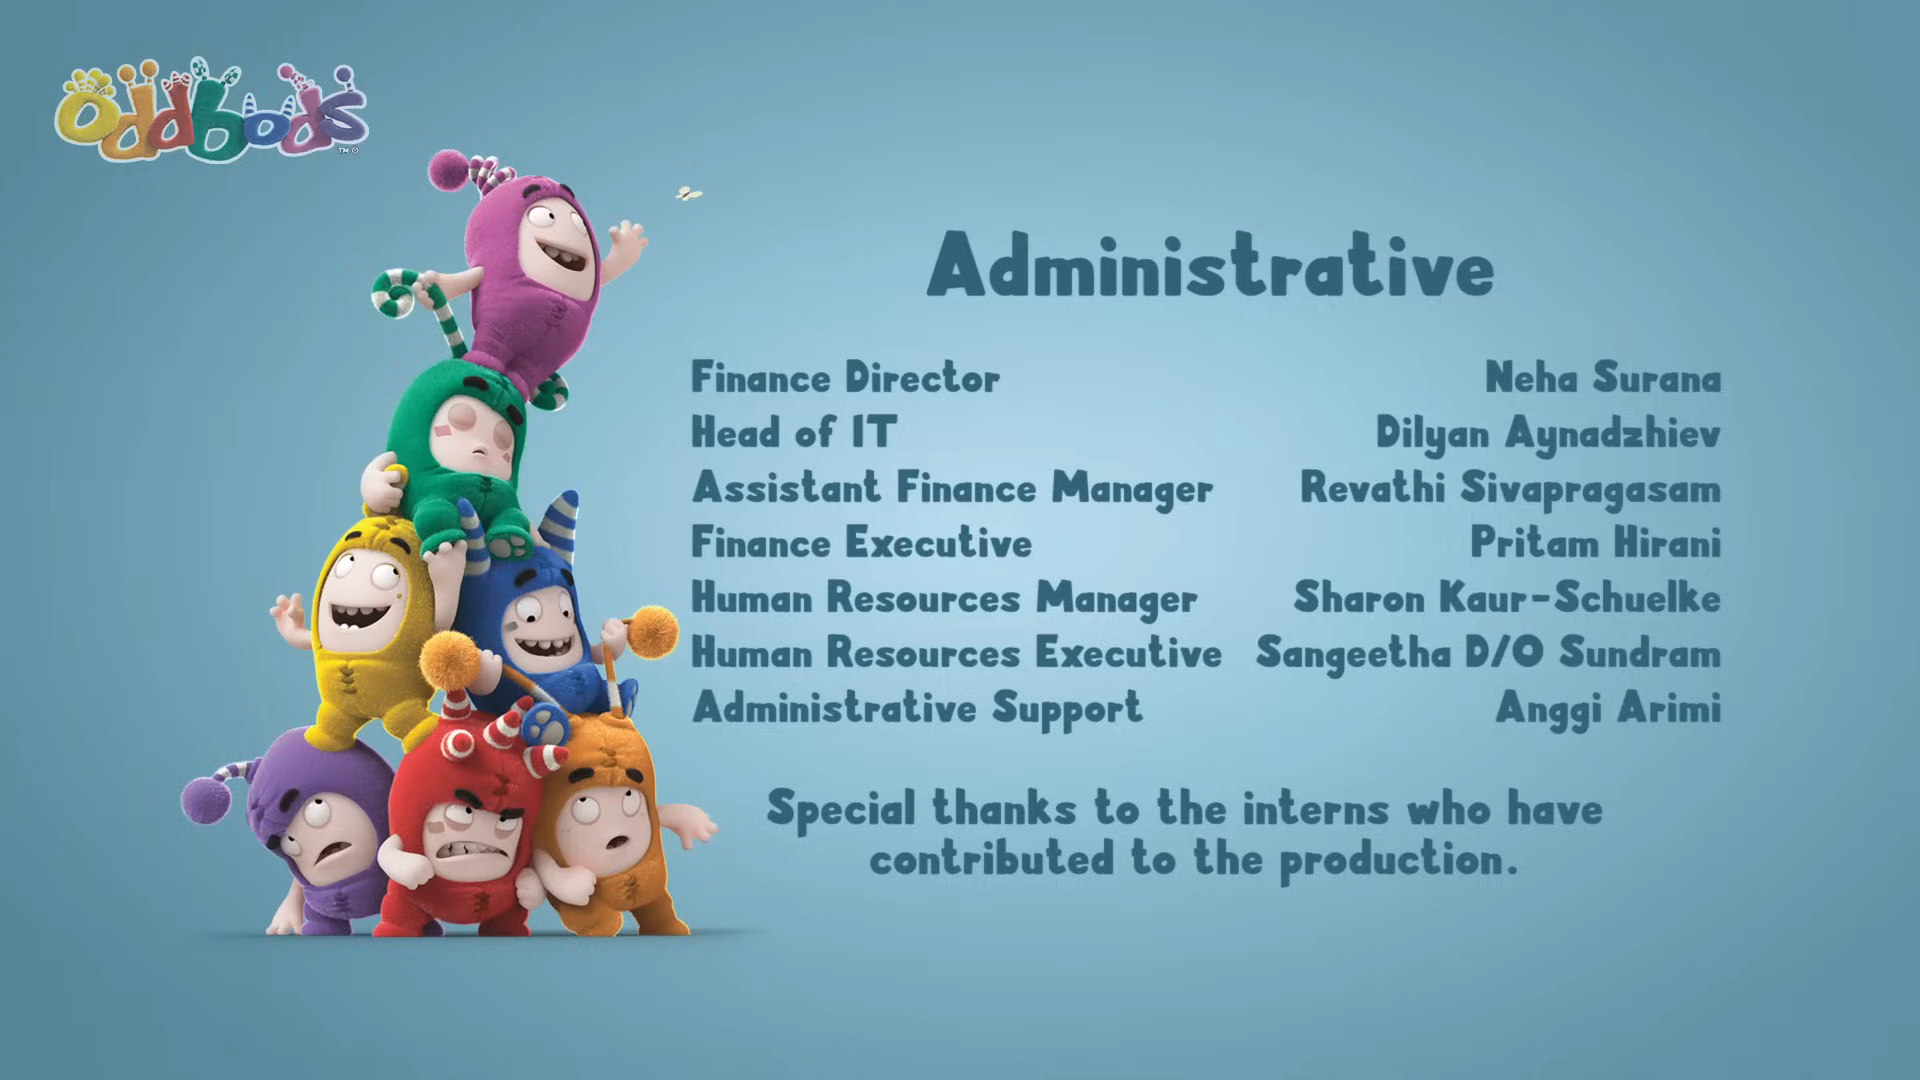 Oddbods
TM
Administrative
Finance Director Neha Surana
Head of IT Dilyan Aynadzhiev
Assistant Finance Manager Revathi Sivapragasam
Finance Executive Pritam Hirani
Human Resources Manager Sharon Kaur-Schuelke
Human Resources Executive Sangeetha D/O Sundram
Administrative Support Anggi Arimi
Special thanks to the interns who have
contributed to the production.